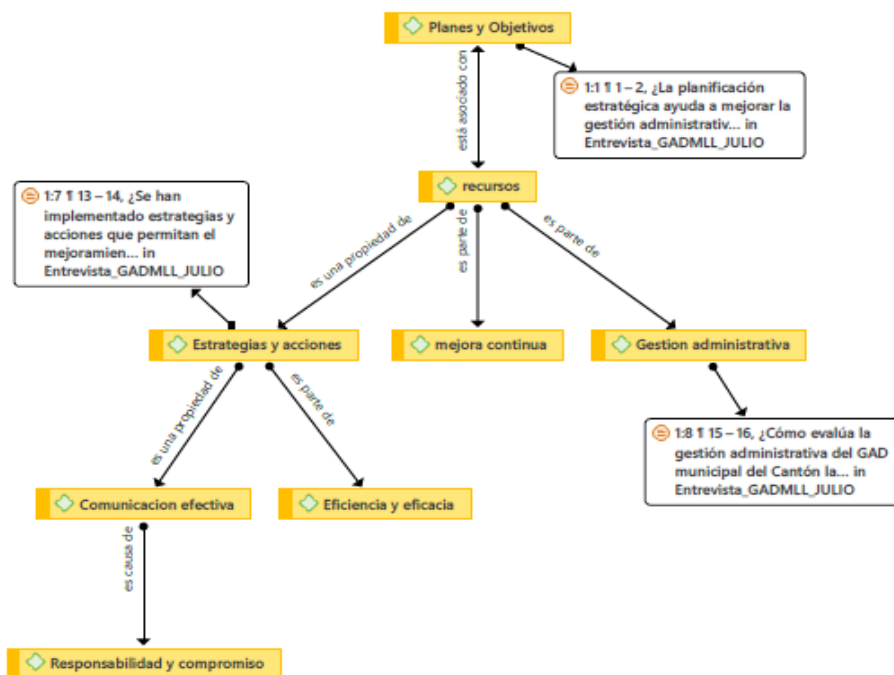 Planes y Objetivos
está asociado con
1:1 ¶ 1 – 2, ¿La planificación
estratégica ayuda a mejorar la
gestión administrativ... in
Entrevista_GADMLL_JULIO
recursos
1:7 ¶ 13 – 14, ¿Se han
implementado estrategias y
acciones que permitan el
mejoramien... in
Entrevista_GADMLL_JULIO
es una propiedad de
es parte de
es parte de
Estrategias y acciones
mejora continua
Gestion administrativa
es una propiedad de
es parte de
1:8 ¶ 15 – 16, ¿Cómo evalúa la
gestión administrativa del GAD
municipal del Cantón la... in
Entrevista_GADMLL_JULIO
Comunicacion efectiva
Eficiencia y eficacia
es causa de
Responsabilidad y compromiso